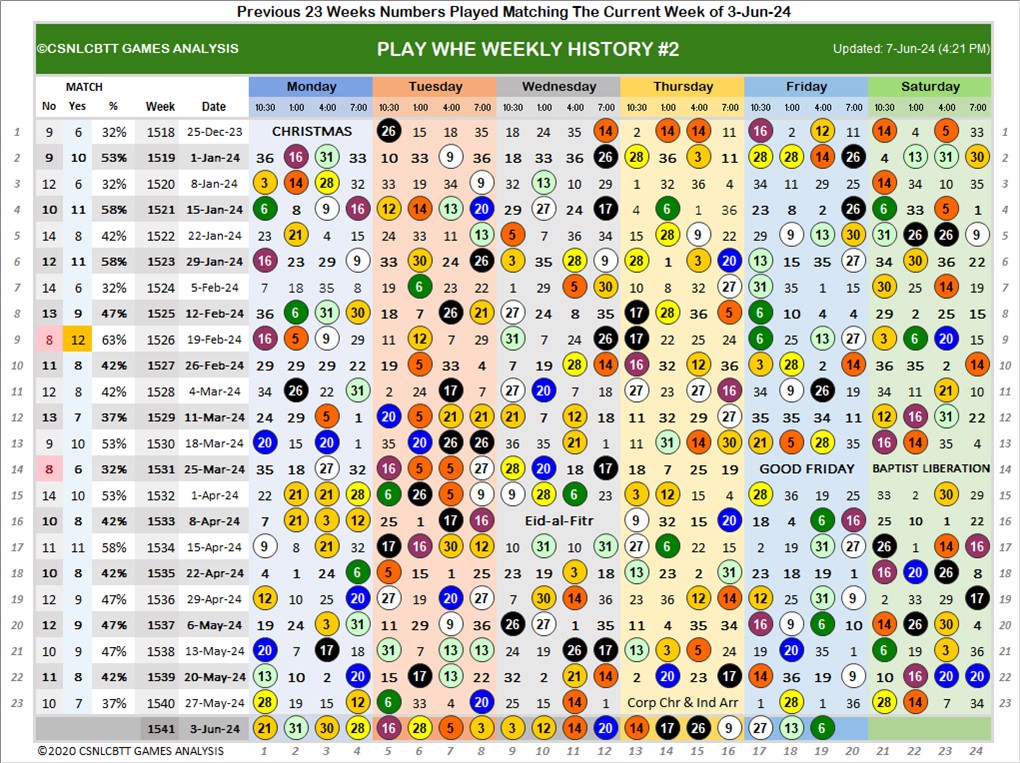 Previous 23 Weeks Numbers Played Matching The Current Week of 3-Jun-24
©CSNLCBTT GAMES ANALYSIS PLAY WHE WEEKLY HISTORY #2 Updated: 7-Jun-24 (4:21 PM)
MATCH Monday Tuesday Wednesday Thursday Friday Saturday
No Yes % Week Date 10:30 1:00 4:00 7:00 10:30 1:00 4:00 7:00 10:30 1:00 4:00 7:00 10:30 1:00 4:00 7:00 10:30 1:00 4:00 7:00 10:30 1:00 4:00 7:00
1 9 6 32% 1518 25-Dec-23 CHRISTMAS 26 15 18 35 18 24 35 14 2 14 14 11 16 2 12 11 14 4 5 33 1
2 9 10 53% 1519 1-Jan-24 36 16 31 33 10 33 9 36 18 33 36 26 28 36 3 11 28 28 14 26 4 13 31 30 2
3 12 6 32% 1520 8-Jan-24 3 14 28 32 33 19 34 9 32 13 10 29 1 32 36 4 34 11 29 25 14 34 10 35 3
4 10 11 58% 1521 15-Jan-24 6 8 9 16 12 14 13 20 29 27 24 17 4 6 1 36 23 8 2 26 6 33 5 1 4
5 14 8 42% 1522 22-Jan-24 23 21 4 15 24 33 11 13 5 7 36 34 15 28 9 22 29 9 13 30 31 26 26 9 5
6 12 11 58% 1523 29-Jan-24 16 23 29 9 33 30 24 26 3 35 28 9 28 1 3 20 13 15 35 27 34 30 36 22 6
7 14 6 32% 1524 5-Feb-24 7 18 35 8 19 6 23 22 1 29 5 30 10 8 32 27 31 35 1 15 30 25 14 19 7
8 13 9 47% 1525 12-Feb-24 36 6 31 30 18 7 26 21 27 24 8 35 17 28 36 5 6 10 4 4 29 2 25 15 8
9 8 12 63% 1526 19-Feb-24 16 5 9 29 11 12 7 29 31 7 24 26 17 22 25 24 6 25 13 27 3 6 20 15 9
10 11 8 42% 1527 26-Feb-24 29 29 29 22 19 5 33 4 7 19 28 14 16 32 12 36 3 28 2 14 36 35 2 14 10
11 12 8 42% 1528 4-Mar-24 34 26 22 31 2 24 17 7 27 20 7 18 27 23 27 16 34 9 26 19 34 11 21 10 11
12 13 7 37% 1529 11-Mar-24 24 29 5 1 20 5 21 21 21 7 12 18 11 32 29 27 35 35 34 11 12 16 31 22 12
13 9 10 53% 1530 18-Mar-24 20 15 20 1 35 20 26 26 36 35 21 1 11 31 14 30 21 5 28 35 16 14 35 4 13
14 8 6 32% 1531 25-Mar-24 35 18 27 32 16 5 5 27 28 20 18 17 18 7 25 19 GOOD FRIDAY BAPTIST LIBERATION 14
15 14 10 53% 1532 1-Apr-24 22 21 21 28 6 26 5 9 9 28 6 23 3 12 15 4 28 36 19 25 33 2 30 29 15
16 10 8 42% 1533 8-Apr-24 7 21 3 12 25 1 17 16 Eid-al-Fitr 9 32 15 20 18 4 6 16 25 10 1 22 16
17 11 11 58% 1534 15-Apr-24 9 8 21 32 17 16 30 12 10 31 10 31 27 6 22 15 2 19 31 27 26 1 14 16 17
18 10 8 42% 1535 22-Apr-24 4 1 24 6 5 15 1 25 23 19 3 18 13 23 2 31 23 18 19 1 16 20 26 8 18
19 12 9 47% 1536 29-Apr-24 12 10 25 20 27 19 20 27 7 30 14 36 23 36 12 14 12 25 31 9 2 33 29 17 19
20 12 9 47% 1537 6-May-24 19 24 3 31 11 29 9 36 26 27 1 35 11 4 35 34 16 9 6 10 14 26 30 4 20
21 10 9 47% 1538 13-May-24 20 7 17 18 31 7 13 13 24 19 26 17 13 3 5 24 18 20 35 1 6 19 3 36 21
22 11 8 42% 1539 20-May-24 13 10 2 20 15 17 13 22 32 2 21 14 2 20 23 17 14 36 19 9 10 16 20 20 22
23 10 7 37% 1540 27-May-24 28 19 15 12 6 33 4 20 25 15 14 1 Corp Chr & Ind Arr 1 28 1 36 28 14 7 34 23
1541 3-Jun-24 21 31 30 28 16 28 5 3 3 12 14 20 14 17 26 9 27 13 6
©2020 CSNLCBTT GAMES ANALYSIS 1 2 3 4 5 6 7 8 9 10 11 12 13 14 15 16 17 18 19 20 21 22 23 24